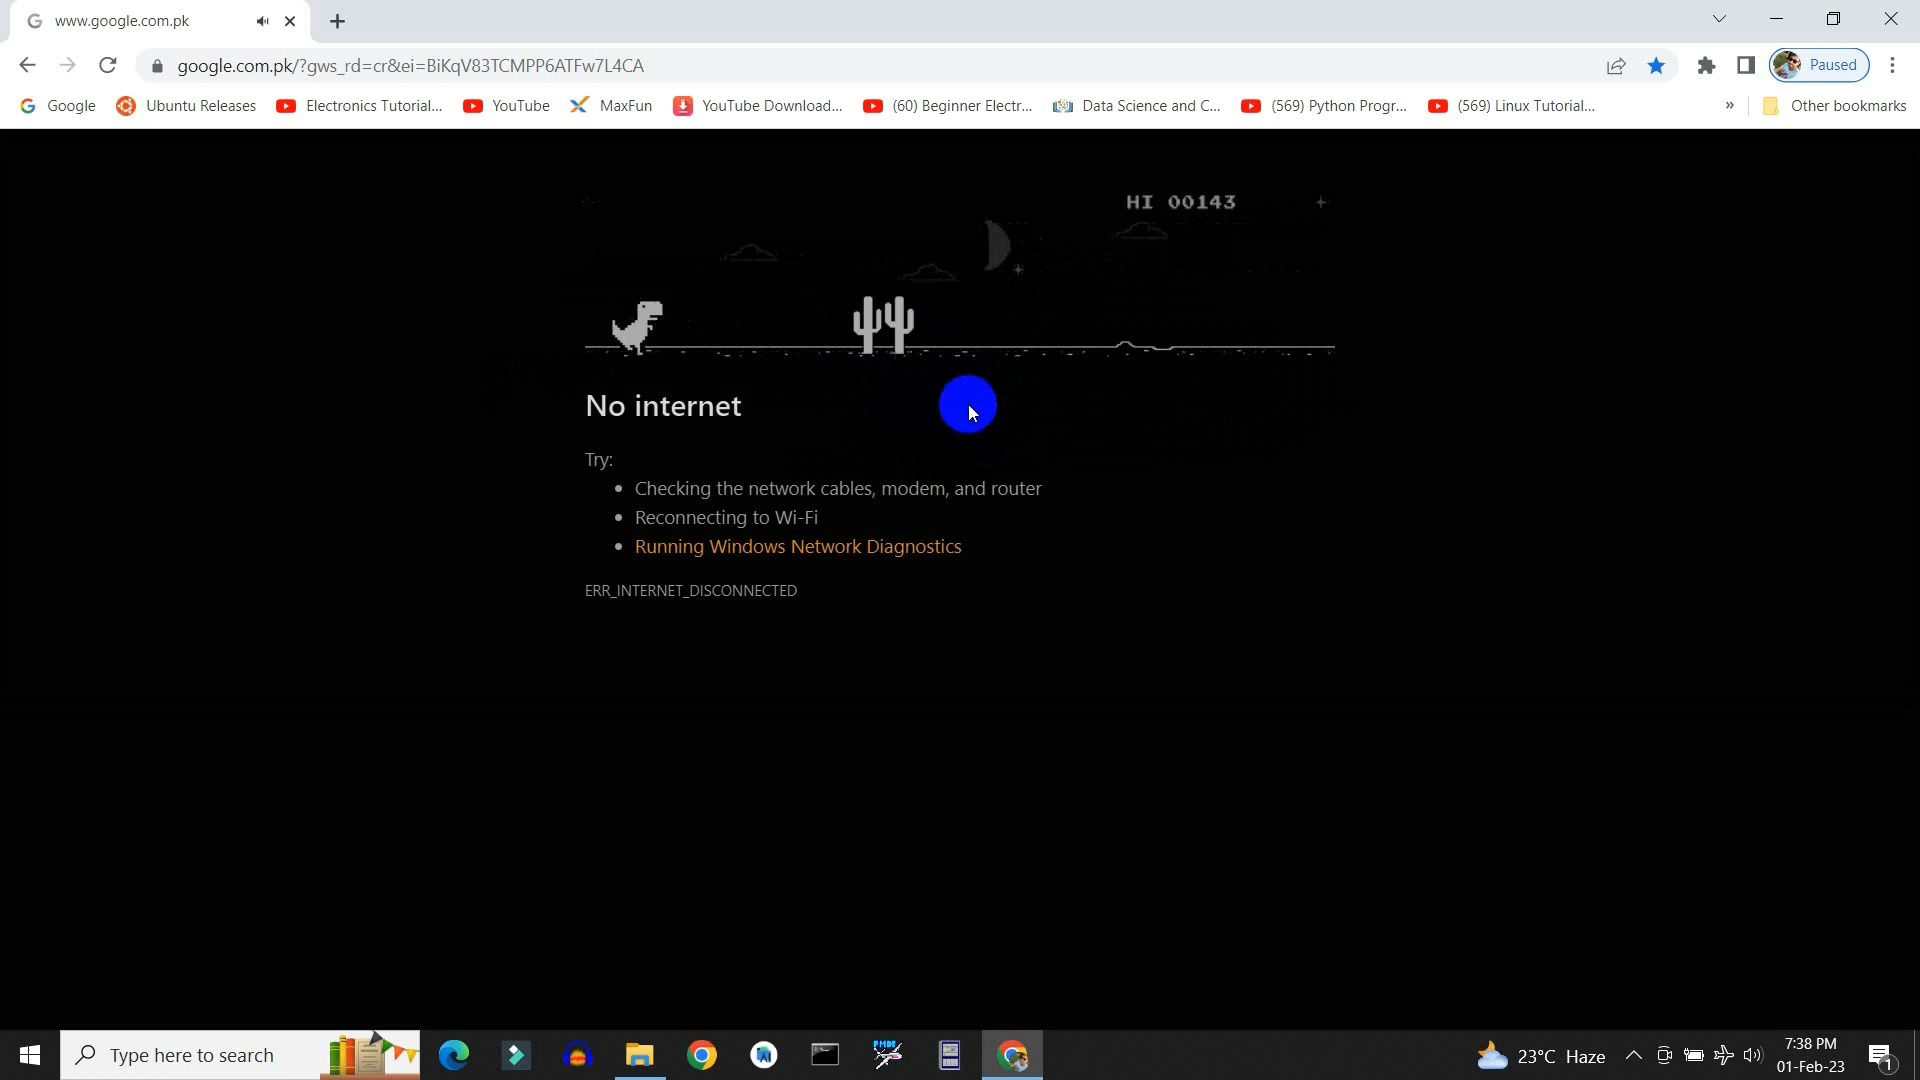 www.google.com.pk
google.com.pk/?gws_rd=cr&ei=BiKqV83TCMPP6ATFw7L4CA
Paused
Google
Ubuntu Releases
Electronics Tutorial...
YouTube
MaxFun
YouTube Download...
(60) Beginner Electr...
Data Science and C...
(569) Python Progr...
(569) Linux Tutorial...
»
Other bookmarks
HI 00143
No internet
Try:
• Checking the network cables, modem, and router
• Reconnecting to Wi-Fi
• Running Windows Network Diagnostics
ERR_INTERNET_DISCONNECTED
Type here to search
23°C Haze
7:38 PM
01-Feb-23
1